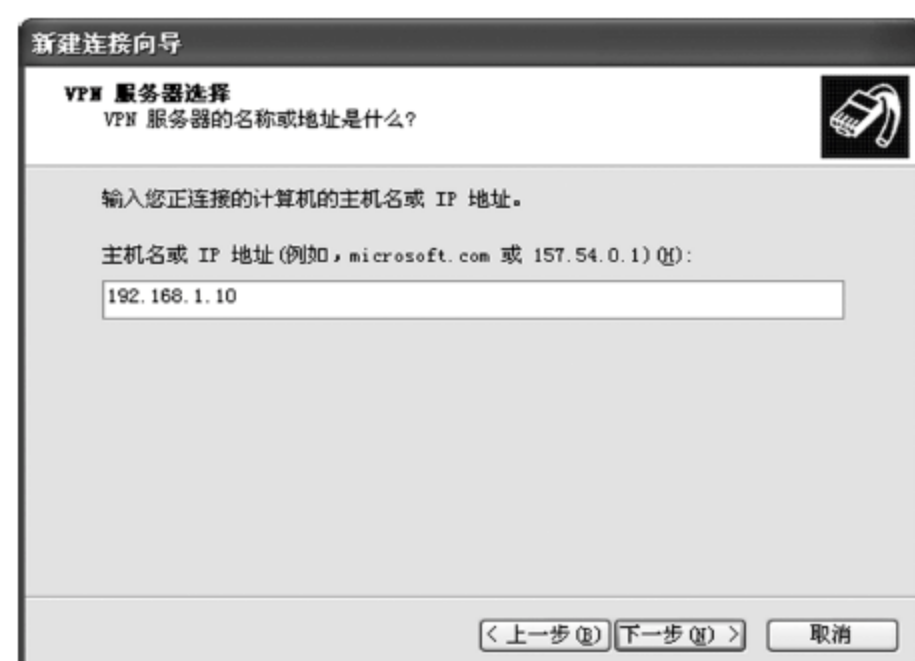 新建连接向导
VPN 服务器选择
VPN 服务器的名称或地址是什么?
输入您正连接的计算机的主机名或 IP 地址。
主机名或 IP 地址(例如，microsoft.com 或 157.54.0.1)(H):
192.168.1.10
< 上一步(B) 下一步(N) > 取消